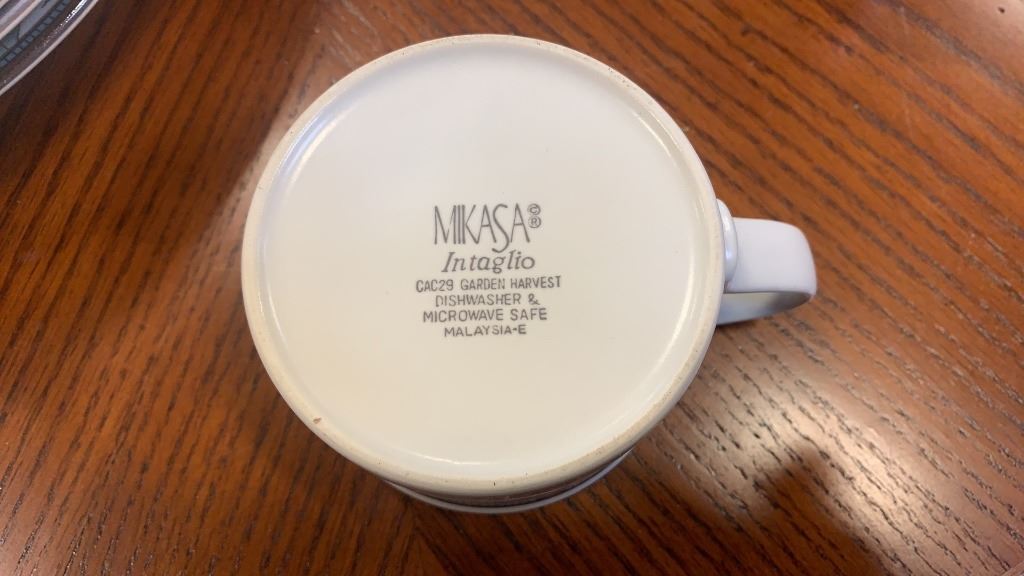 MIKASA©®
Intaglio
CAC29 GARDEN HARVEST
DISHWASHER &
MICROWAVE SAFE
MALAYSIA-E